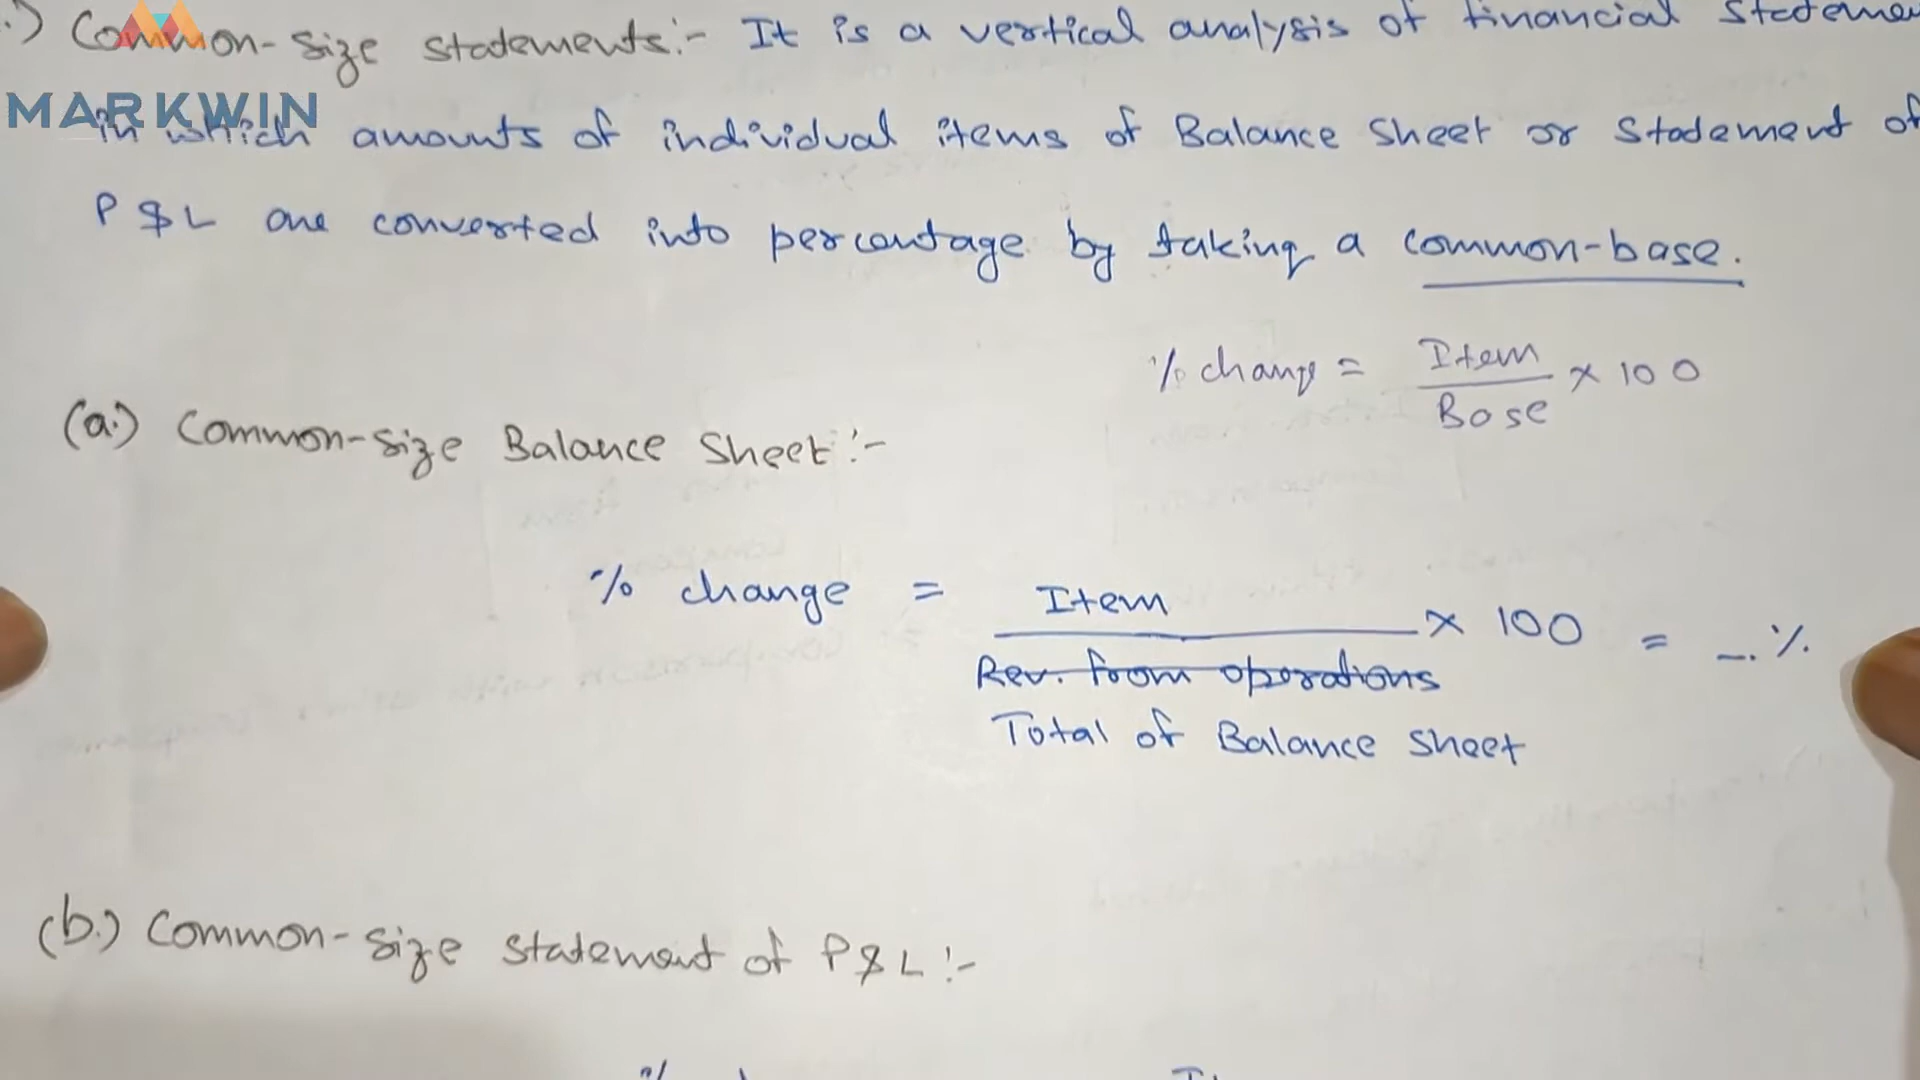 .) Common-size statements:- It is a vertical analysis of financial
MARKWIN
in which amounts of individual items of Balance Sheet or Statement of
P & L are converted into percentage by taking a common-base.
% change = Item / Base × 100
(a.) Common-size Balance Sheet :-
% change = Item × 100 = _. %
Rev. from operations
Total of Balance Sheet
(b.) Common-size statement of P & L :-